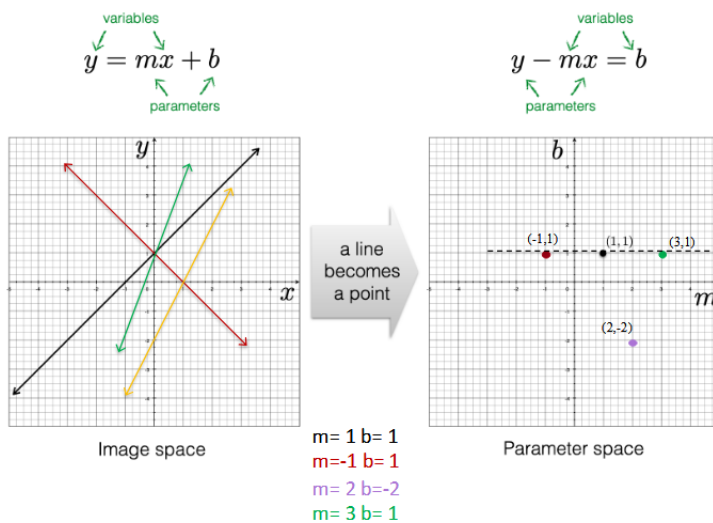 variables
y = mx + b
parameters
variables
y − mx = b
parameters
y
x
Image space
a line
becomes
a point
b
(-1,1)
(1,1)
(3,1)
m
(2,-2)
Parameter space
m= 1 b= 1
m=-1 b= 1
m= 2 b=-2
m= 3 b= 1